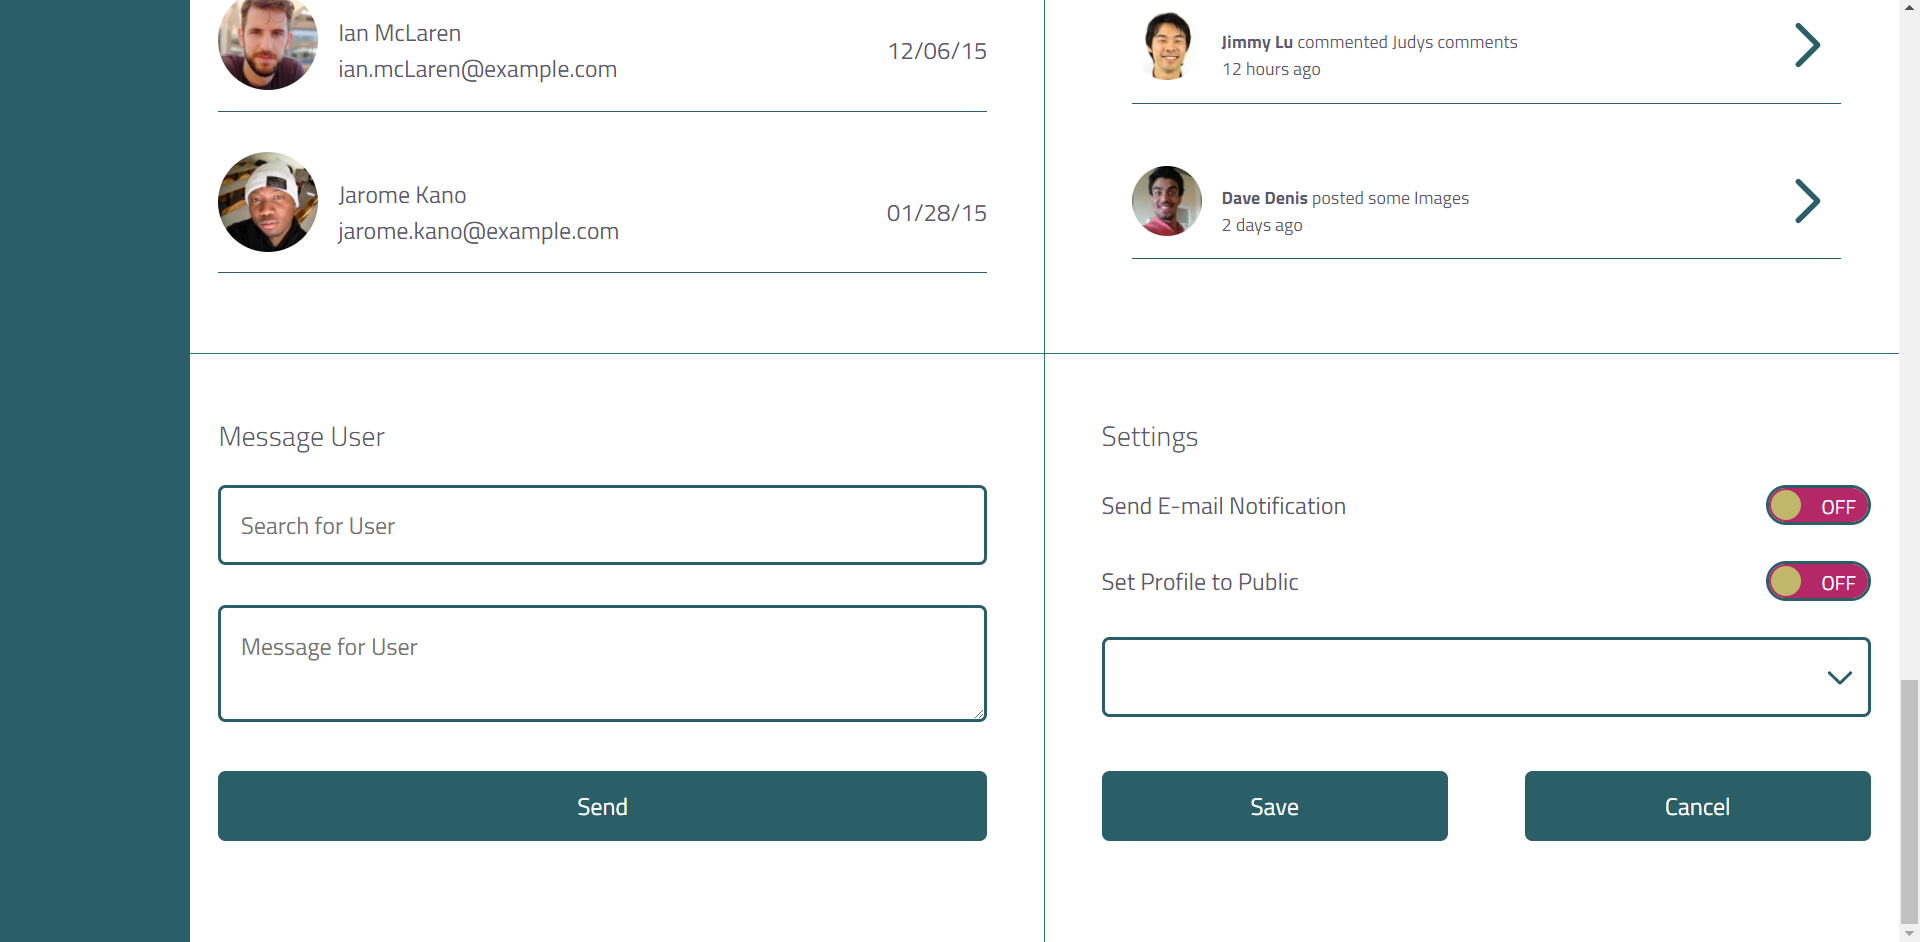 Ian McLaren
ian.mcLaren@example.com
12/06/15
Jarome Kano
jarome.kano@example.com
01/28/15
Jimmy Lu commented Judys comments
12 hours ago
Dave Denis posted some Images
2 days ago
Message User
Search for User
Message for User
Send
Settings
Send E-mail Notification
OFF
Set Profile to Public
OFF
Save
Cancel